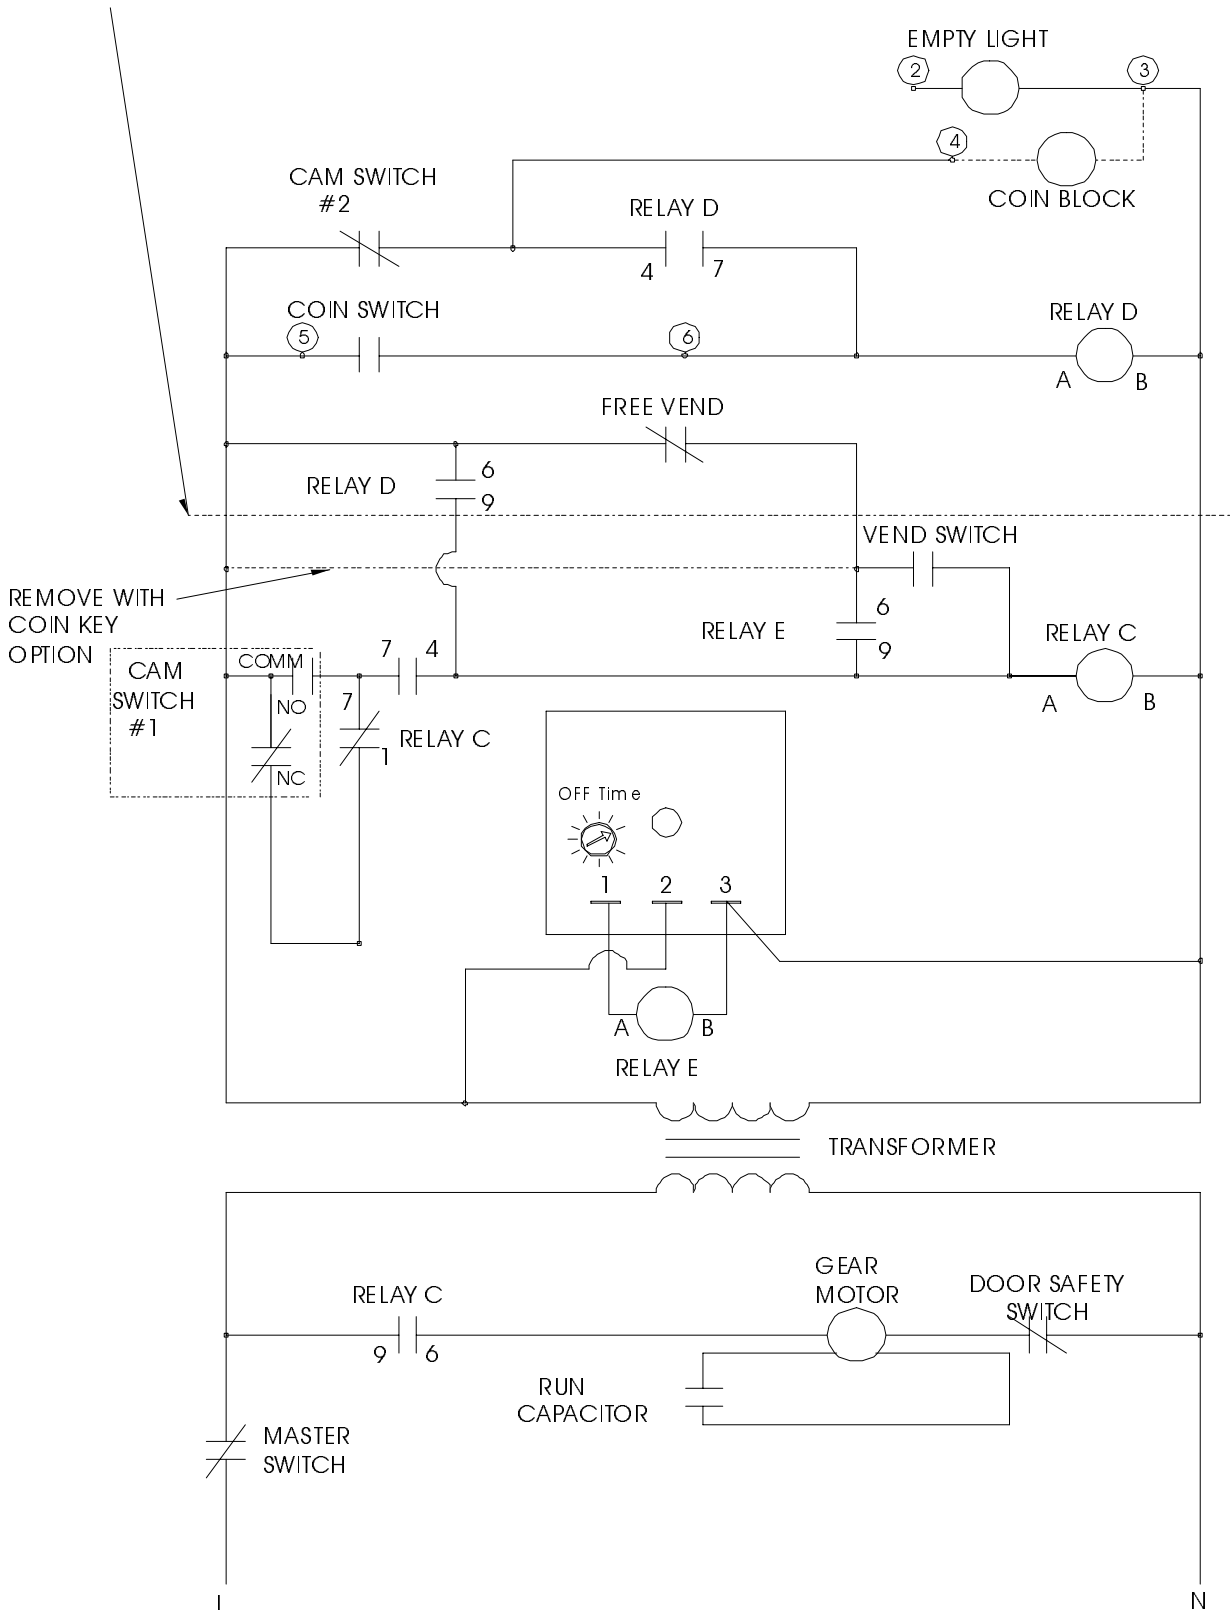 EMPTY LIGHT
2
3
4
CAM SWITCH
#2
COIN BLOCK
RELAY D
4
7
COIN SWITCH
5
6
RELAY D
A
B
FREE VEND
RELAY D
6
9
VEND SWITCH
REMOVE WITH
COIN KEY
OPTION
RELAY E
6
9
RELAY C
A
B
CAM
SWITCH
#1
COMM
NO
NC
7
4
7
1
RELAY C
OFF Time
1
2
3
A
B
RELAY E
TRANSFORMER
RELAY C
9
6
GEAR
MOTOR
DOOR SAFETY
SWITCH
RUN
CAPACITOR
MASTER
SWITCH
N